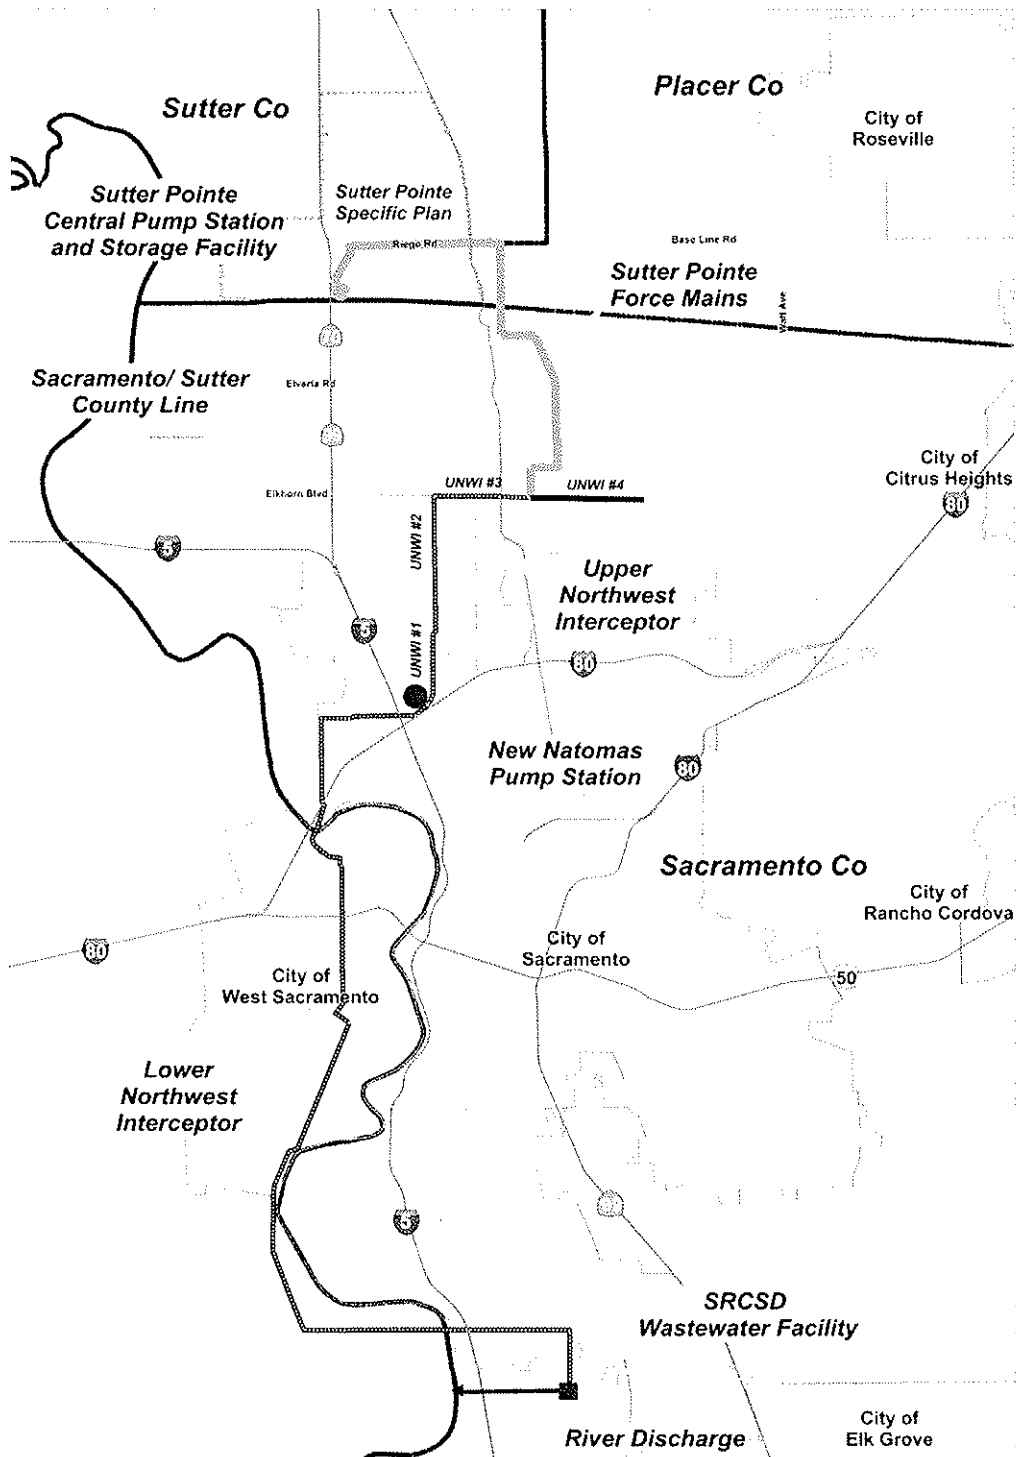 Sutter Co
Placer Co
City of
Roseville
Sutter Pointe
Central Pump Station
and Storage Facility
Sutter Pointe
Specific Plan
Riego Rd
Base Line Rd
Sutter Pointe
Force Mains
Watt Ave
Sacramento/ Sutter
County Line
Elverta Rd
City of
Citrus Heights
80
Elkhorn Blvd
UNWI #3
UNWI #4
UNWI #2
5
Upper
Northwest
Interceptor
UNWI #1
5
80
New Natomas
Pump Station
80
Sacramento Co
City of
Rancho Cordova
City of
Sacramento
80
50
City of
West Sacramento
Lower
Northwest
Interceptor
5
SRCSD
Wastewater Facility
River Discharge
City of
Elk Grove